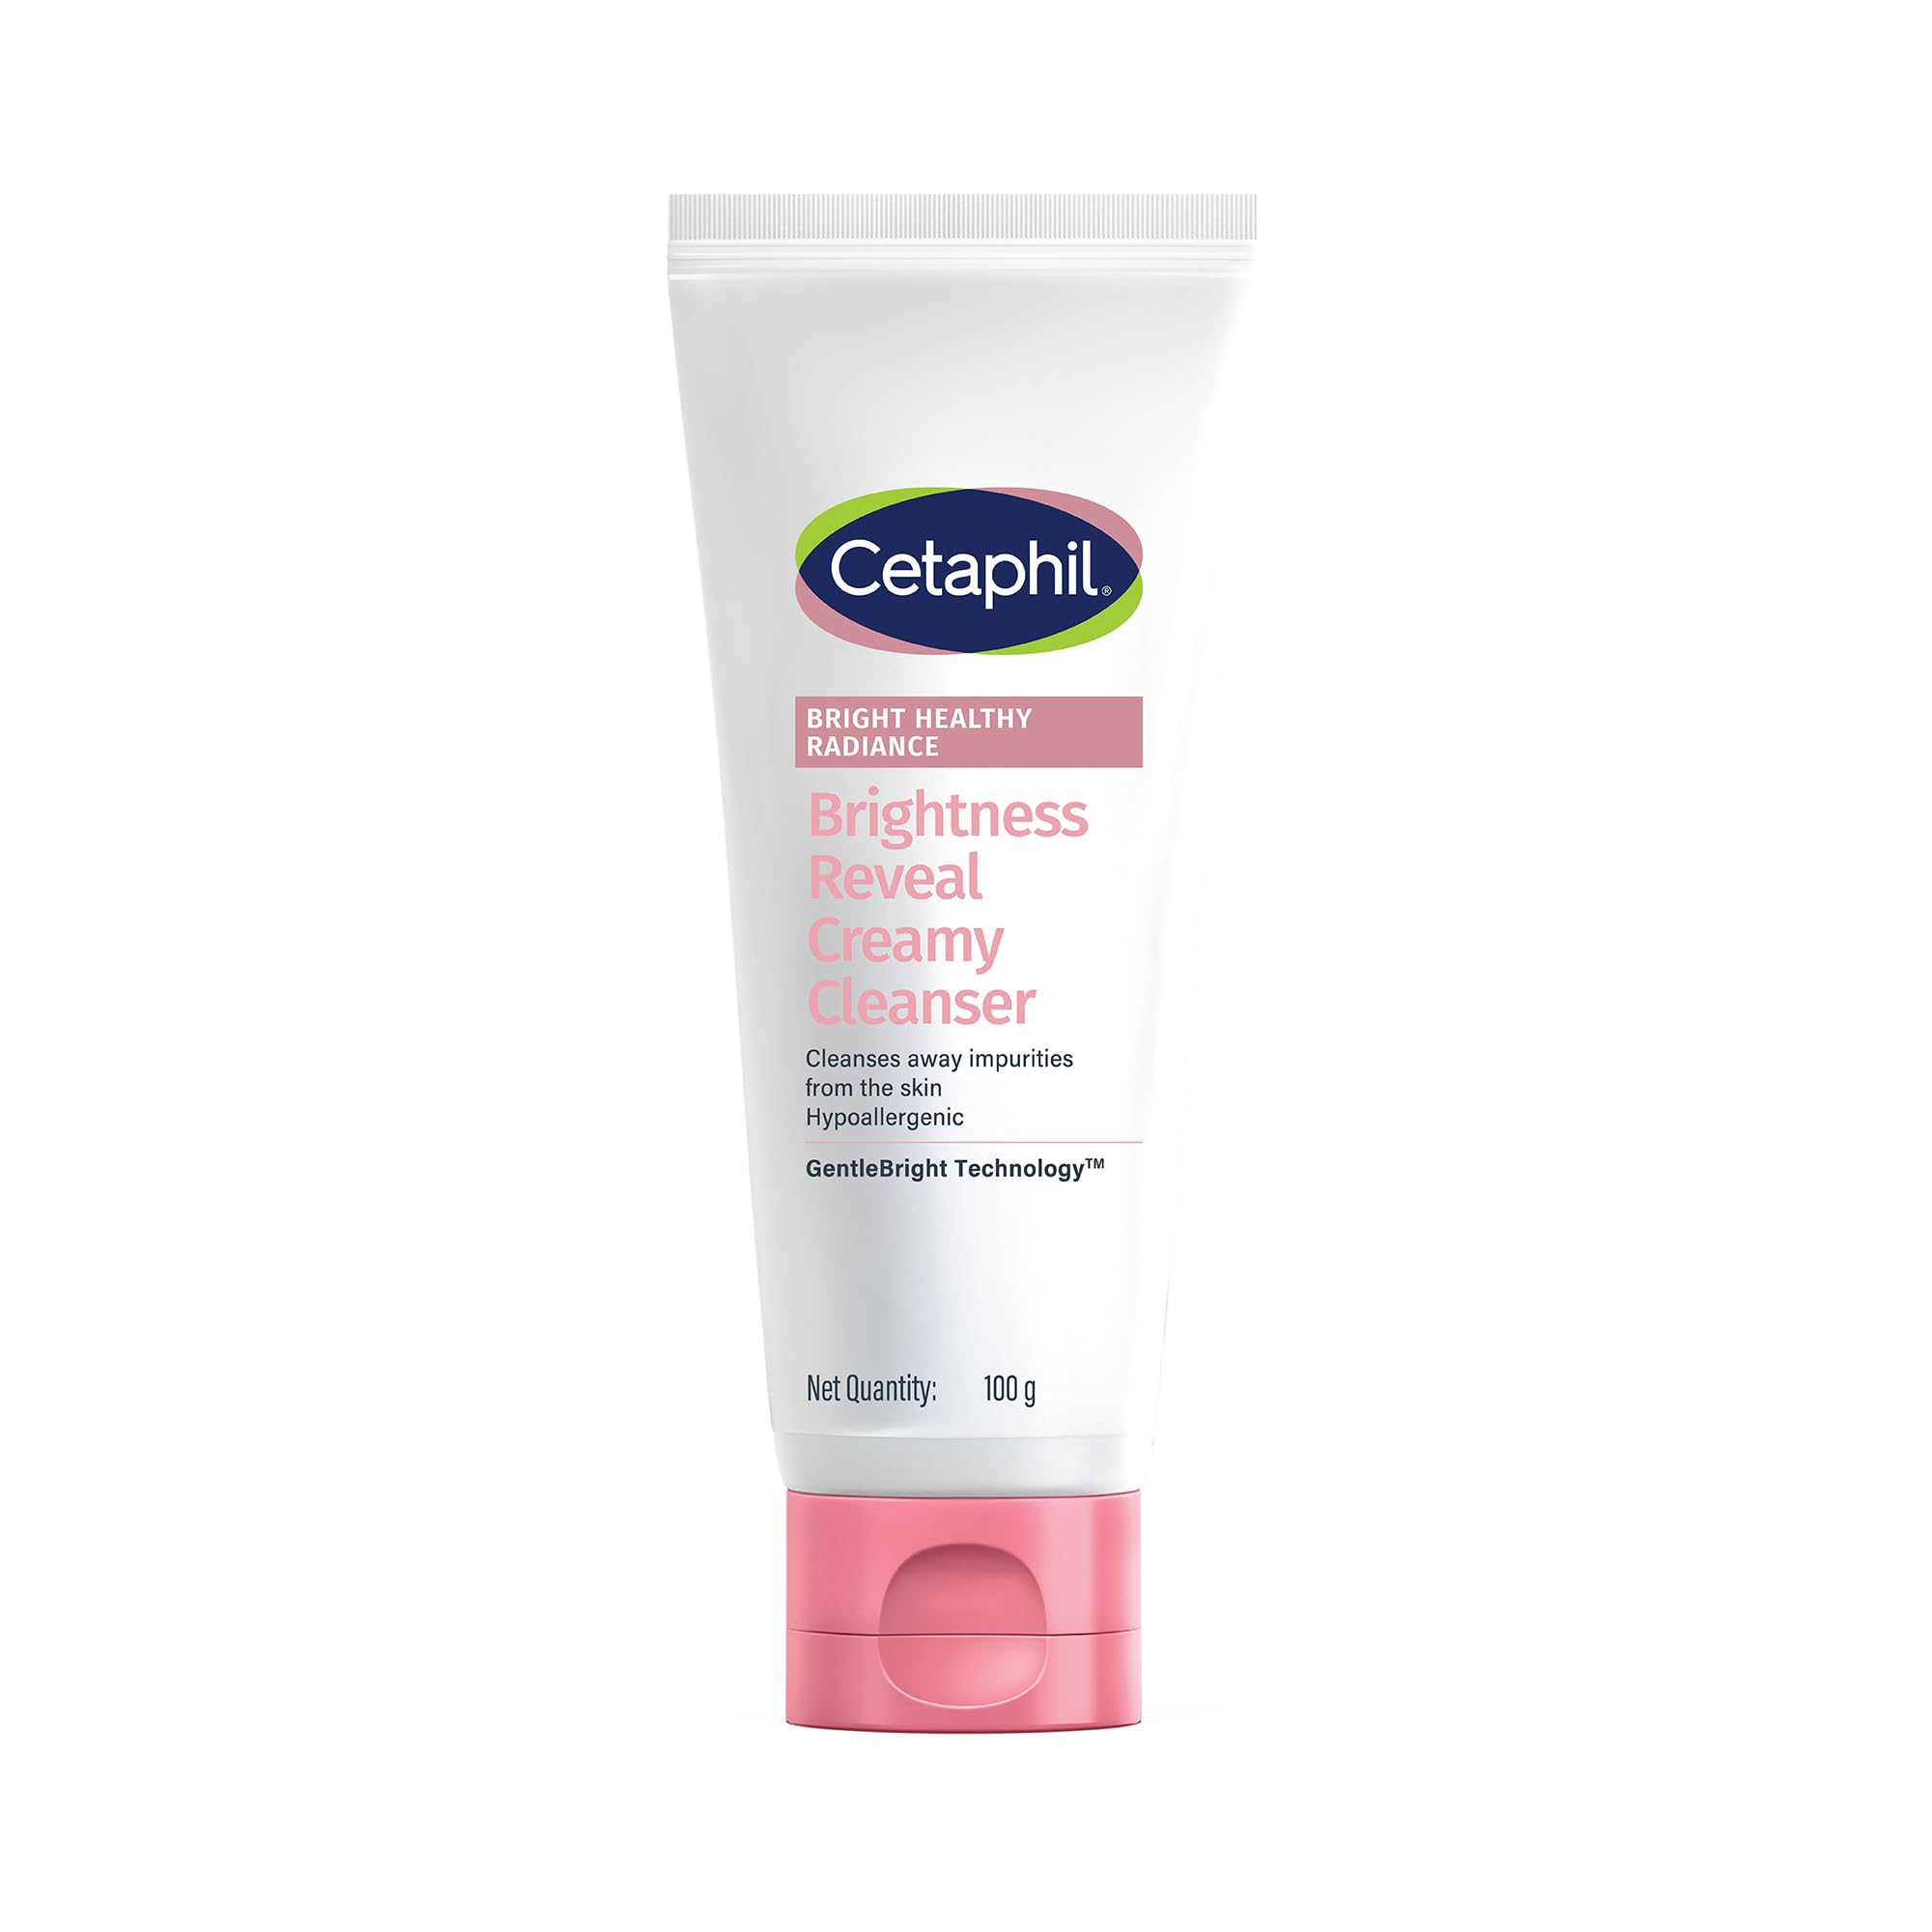 Cetaphil®
BRIGHT HEALTHY
RADIANCE
Brightness
Reveal
Creamy
Cleanser
Cleanses away impurities
from the skin
Hypoallergenic
GentleBright Technology™
Net Quantity: 100 g